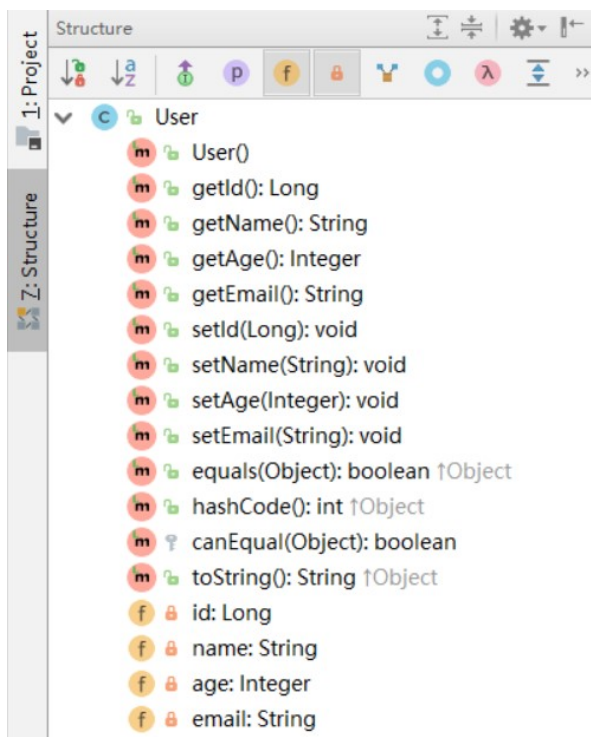 Structure
1: Project
Z: Structure
User
User()
getId(): Long
getName(): String
getAge(): Integer
getEmail(): String
setId(Long): void
setName(String): void
setAge(Integer): void
setEmail(String): void
equals(Object): boolean ↑Object
hashCode(): int ↑Object
canEqual(Object): boolean
toString(): String ↑Object
id: Long
name: String
age: Integer
email: String